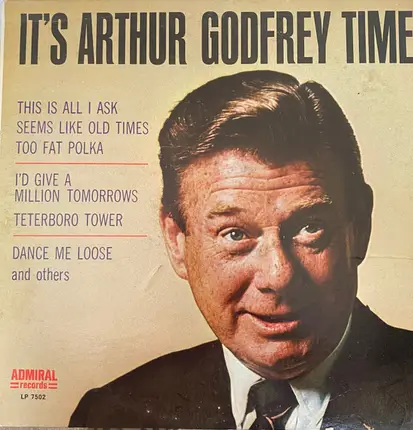 IT'S ARTHUR GODFREY TIME
THIS IS ALL I ASK
SEEMS LIKE OLD TIMES
TOO FAT POLKA
I'D GIVE A
MILLION TOMORROWS
TETERBORO TOWER
DANCE ME LOOSE
and others
ADMIRAL
records
LP 7502